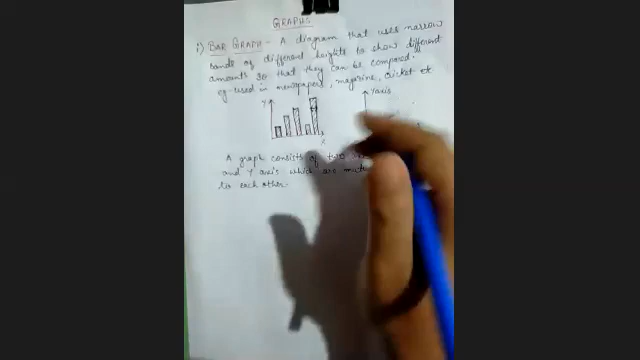 GRAPHS
i) BAR GRAPH - A diagram that uses narrow
bands of different heights to show different
amounts so that they can be compared."
eg used in newspapers, magazine, cricket etc
Y Y axis
X
A graph consists of two
and Y axis which are
to each other.